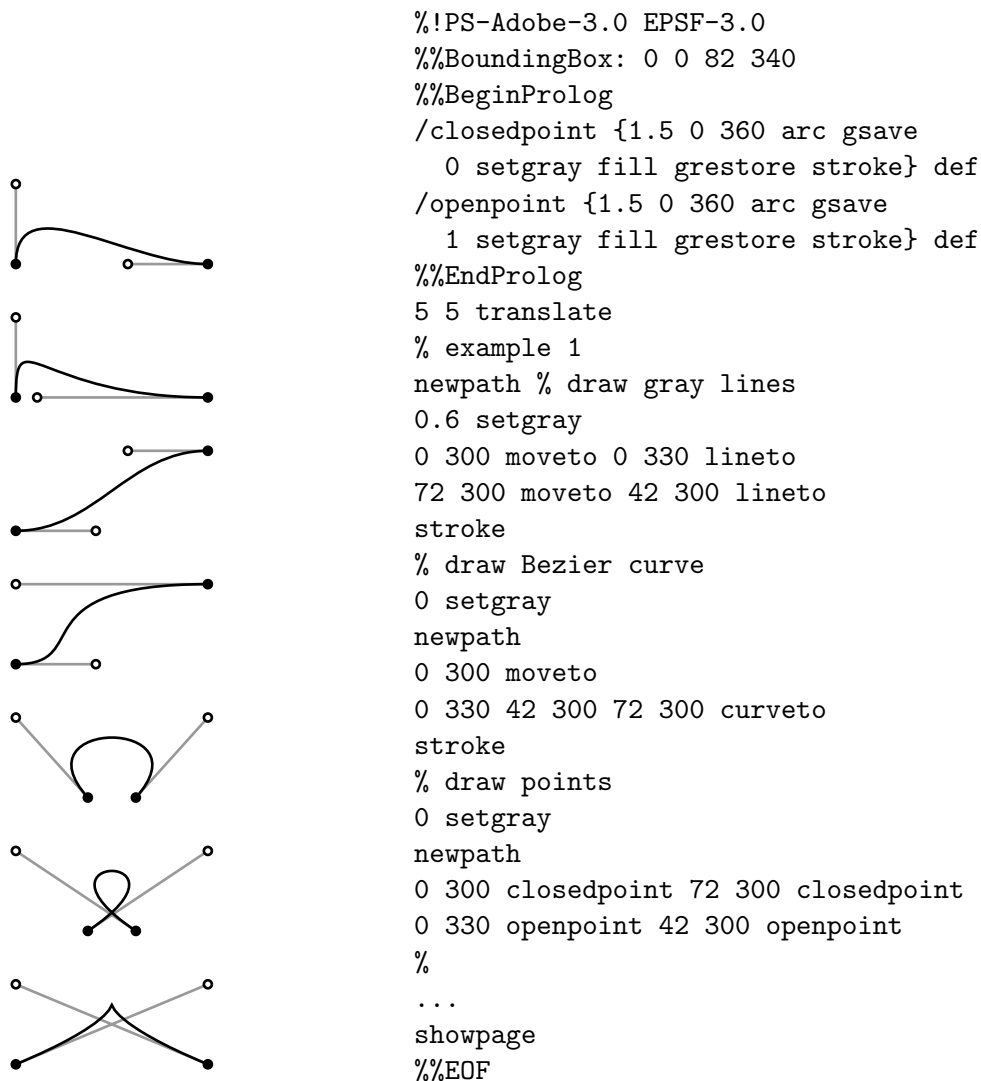 %!PS-Adobe-3.0 EPSF-3.0
%%BoundingBox: 0 0 82 340
%%BeginProlog
/closedpoint {1.5 0 360 arc gsave
  0 setgray fill grestore stroke} def
/openpoint {1.5 0 360 arc gsave
  1 setgray fill grestore stroke} def
%%EndProlog
5 5 translate
% example 1
newpath % draw gray lines
0.6 setgray
0 300 moveto 0 330 lineto
72 300 moveto 42 300 lineto
stroke
% draw Bezier curve
0 setgray
newpath
0 300 moveto
0 330 42 300 72 300 curveto
stroke
% draw points
0 setgray
newpath
0 300 closedpoint 72 300 closedpoint
0 330 openpoint 42 300 openpoint
%
...
showpage
%%EOF